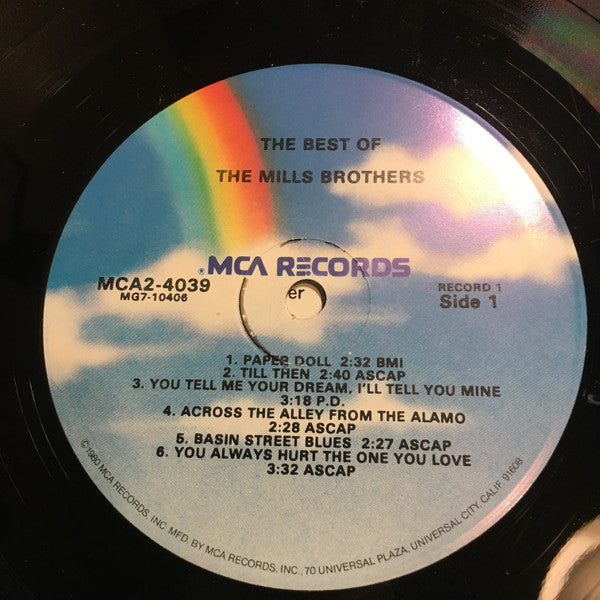 THE BEST OF
THE MILLS BROTHERS
®MCA RECORDS
MCA2-4039
MG7-10406
er
RECORD 1
Side 1
1. PAPER DOLL 2:32 BMI
2. TILL THEN 2:40 ASCAP
3. YOU TELL ME YOUR DREAM, I'LL TELL YOU MINE
3:18 P.D.
4. ACROSS THE ALLEY FROM THE ALAMO
2:28 ASCAP
5. BASIN STREET BLUES 2:27 ASCAP
6. YOU ALWAYS HURT THE ONE YOU LOVE
3:32 ASCAP
©1980 MCA RECORDS, INC. MFD. BY MCA RECORDS, INC., 70 UNIVERSAL PLAZA, UNIVERSAL CITY, CALIF. 91608